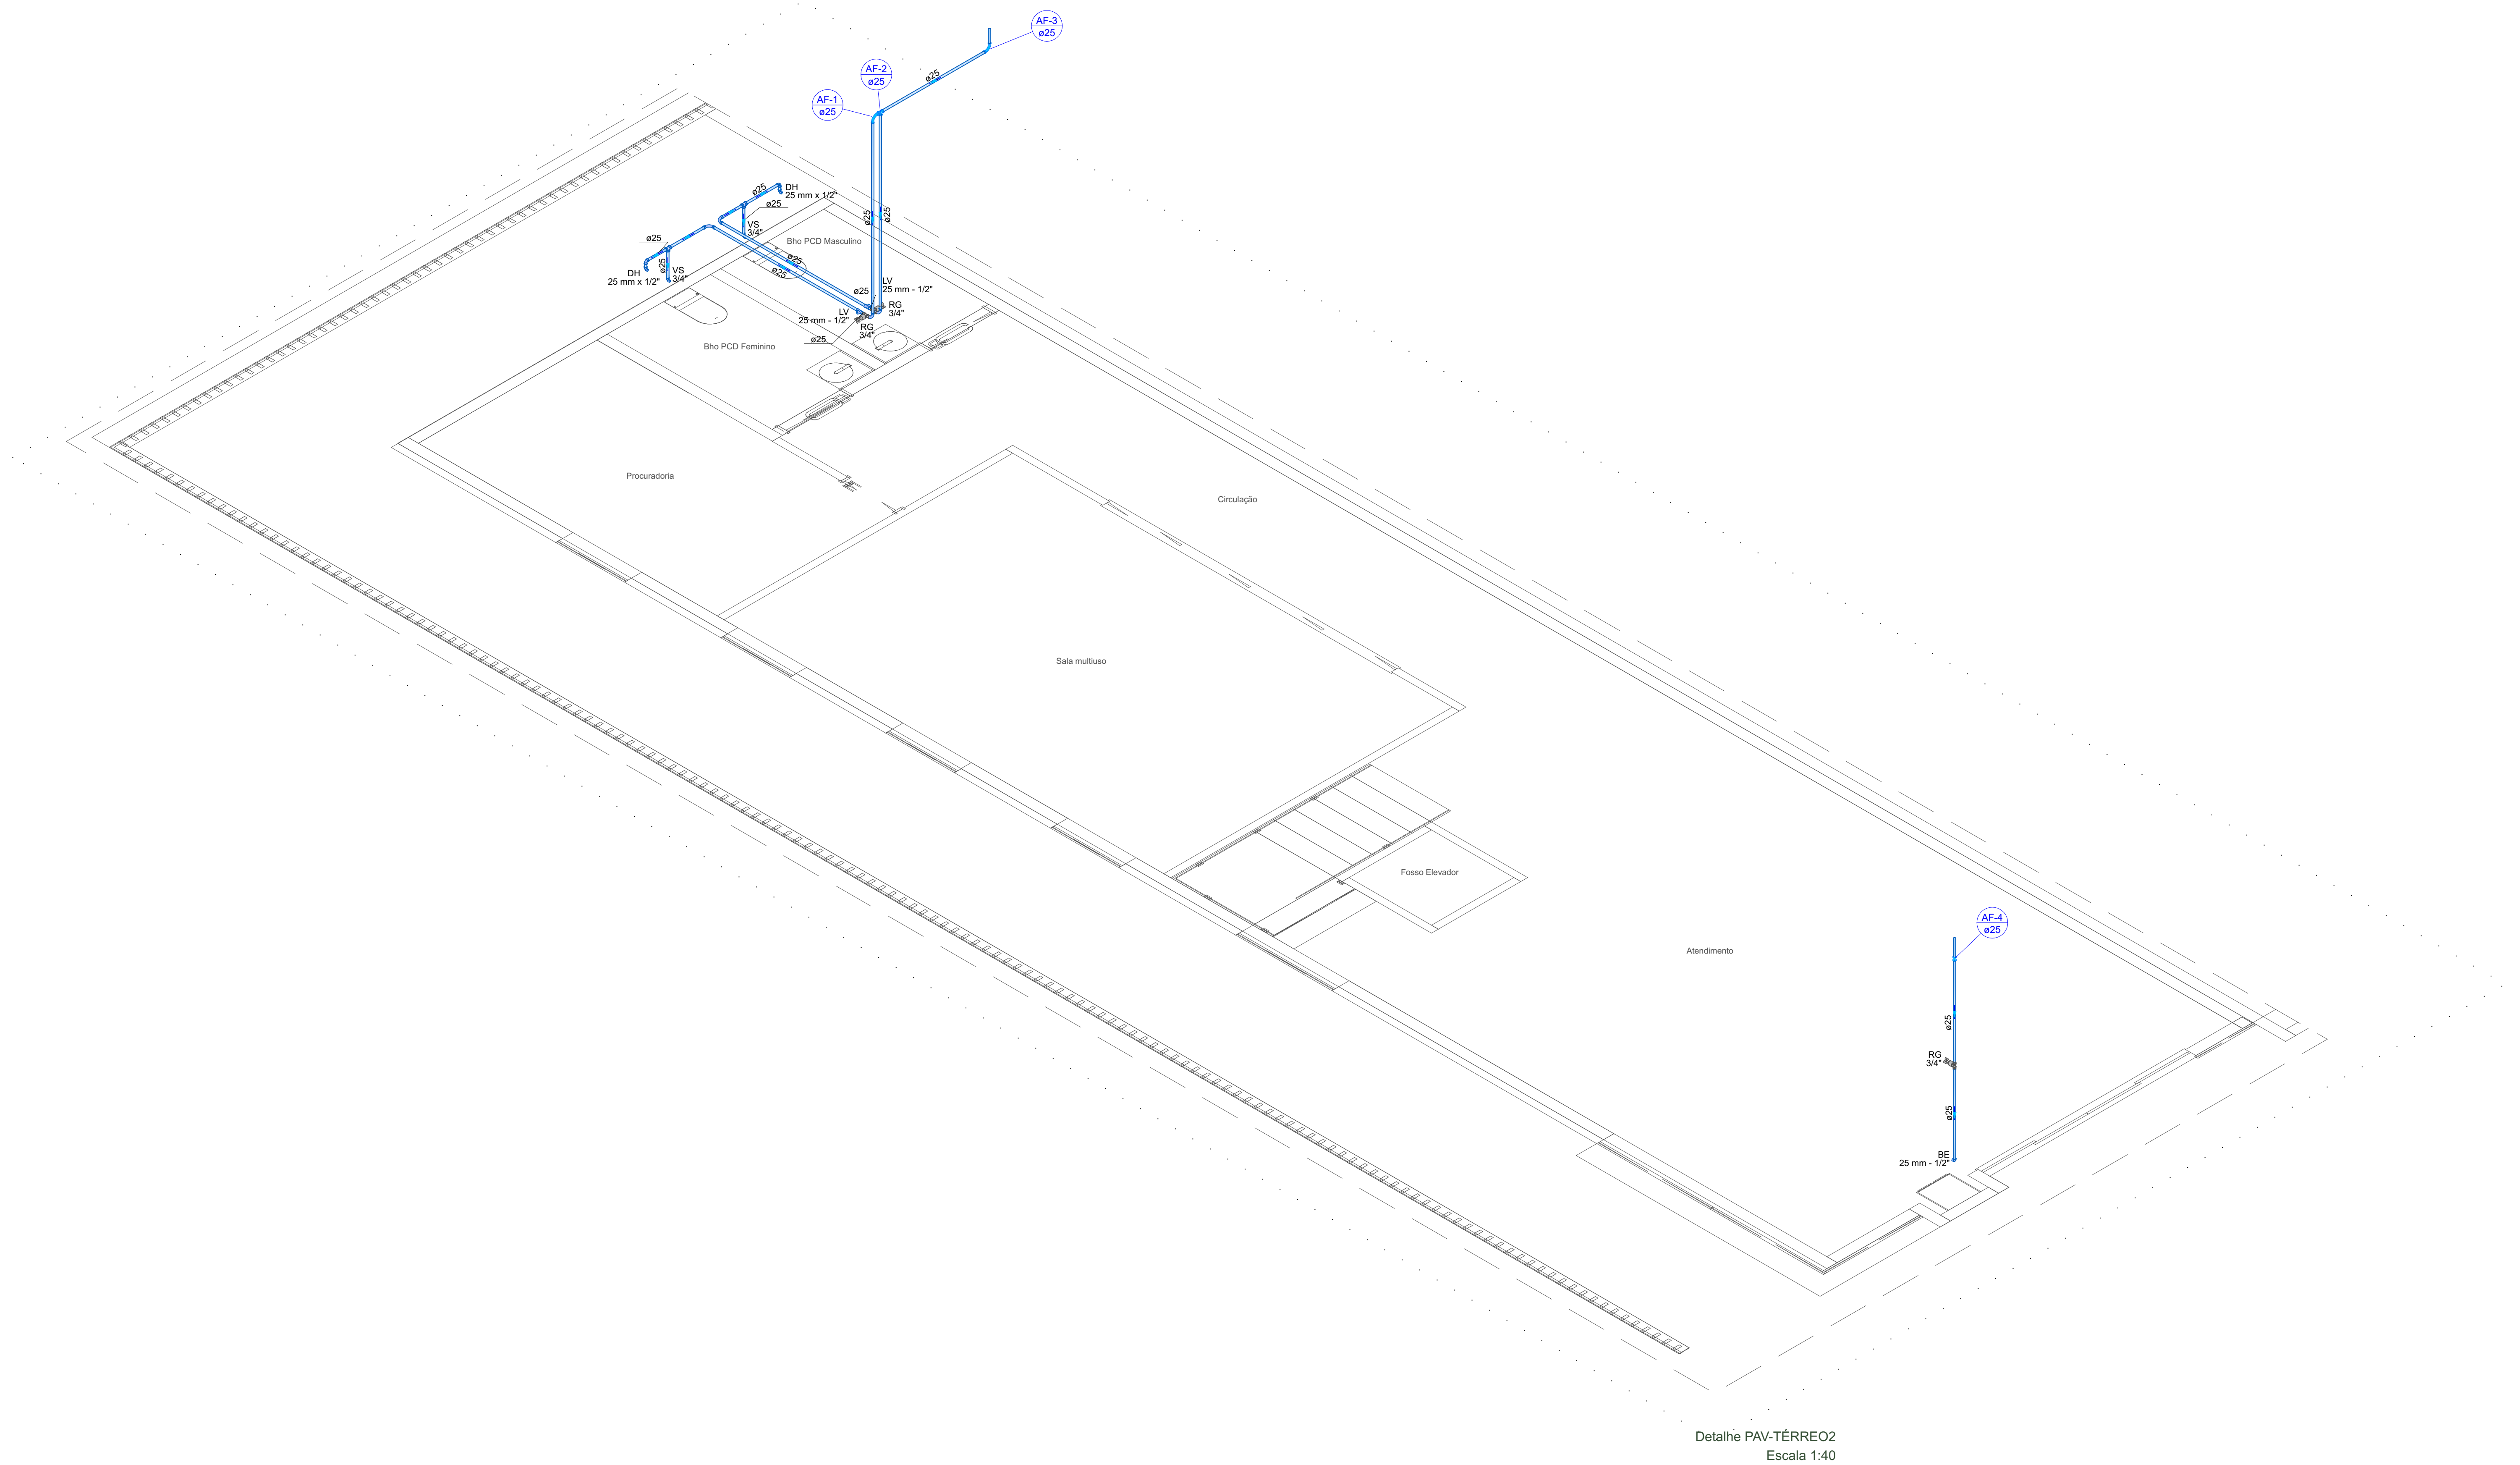 AF-3
ø25
AF-2
ø25
ø25
AF-1
ø25
DH
25 mm x 1/2"
ø25
ø25
VS
3/4"
ø25
ø25
ø25
Bho PCD Masculino
ø25
VS
3/4"
DH
25 mm x 1/2"
ø25
ø25
LV
25 mm - 1/2"
ø25
RG
3/4"
LV
25 mm - 1/2"
RG
3/4"
ø25
Bho PCD Feminino
Procuradoria
Circulação
Sala multiuso
Fosso Elevador
AF-4
ø25
Atendimento
ø25
RG
3/4"
ø25
BE
25 mm - 1/2"
Detalhe PAV-TÉRREO2
Escala 1:40